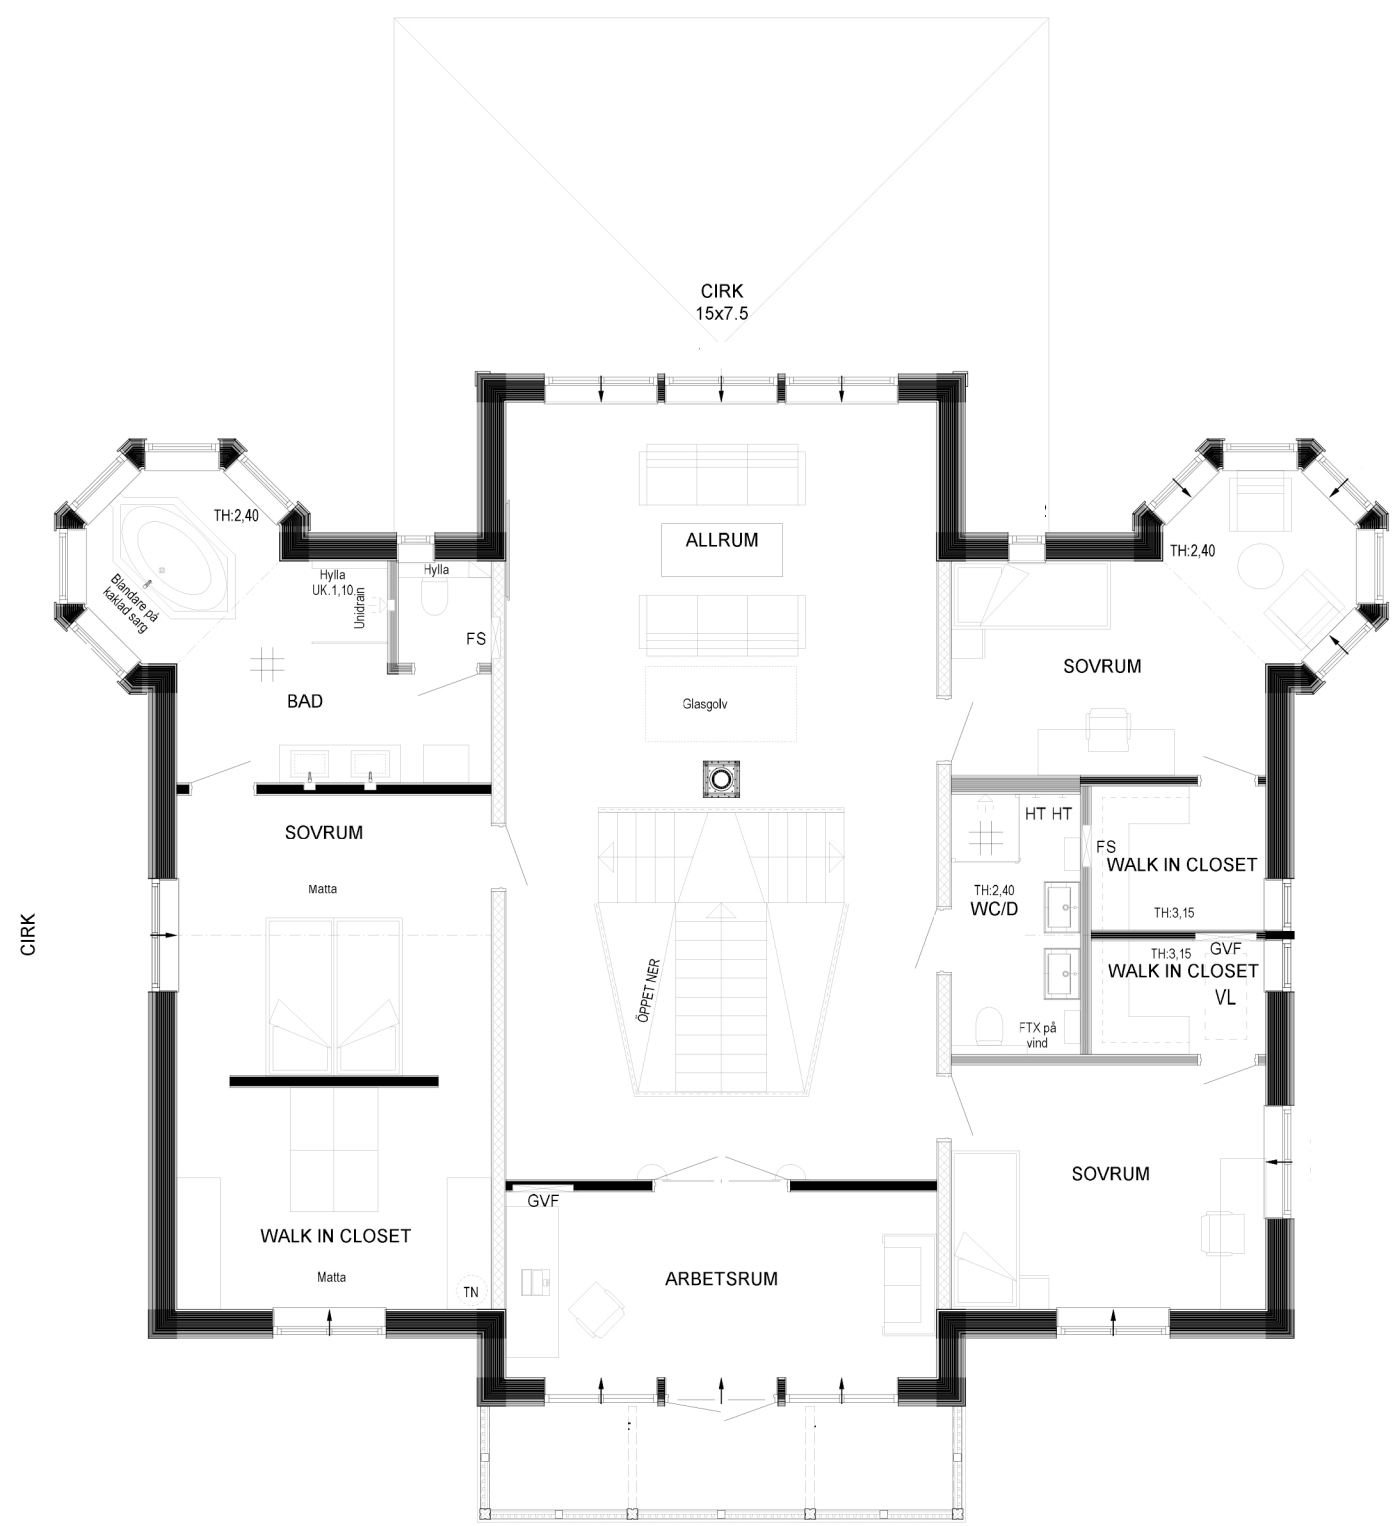 CIRK
15x7.5
TH:2,40
Hylla
UK.1,10.
Unidrain
Hylla
Blandare på
kaklad sarg
FS
BAD
ALLRUM
Glasgolv
TH:2,40
SOVRUM
SOVRUM
Matta
CIRK
ÖPPET NER
HT HT
FS
WALK IN CLOSET
TH:2,40
WC/D
TH:3,15
TH:3,15
GVF
WALK IN CLOSET
VL
FTX på
vind
SOVRUM
GVF
WALK IN CLOSET
Matta
TN
ARBETSRUM